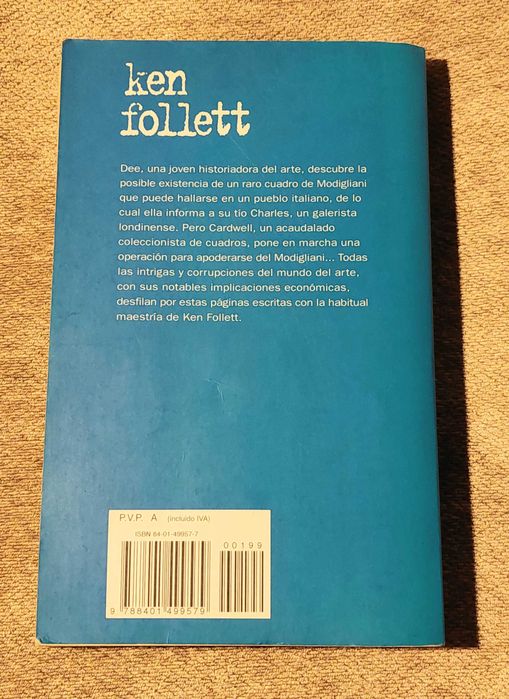 ken
follett
Dee, una joven historiadora del arte, descubre la
posible existencia de un raro cuadro de Modigliani
que puede hallarse en un pueblo italiano, de lo
cual ella informa a su tío Charles, un galerista
londinense. Pero Cardwell, un acaudalado
coleccionista de cuadros, pone en marcha una
operación para apoderarse del Modigliani... Todas
las intrigas y corrupciones del mundo del arte,
con sus notables implicaciones económicas,
desfilan por estas páginas escritas con la habitual
maestría de Ken Follett.
P.V.P. A (incluido IVA)
ISBN 84-01-49957-7
00199
9 788401 499579